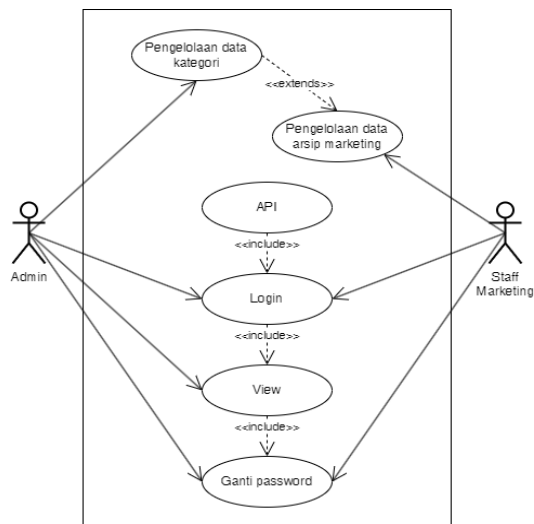 Pengelolaan data
kategori
<<extends>>
Pengelolaan data
arsip marketing
API
<<include>>
Admin
Login
Staff
Marketing
<<include>>
View
<<include>>
Ganti password